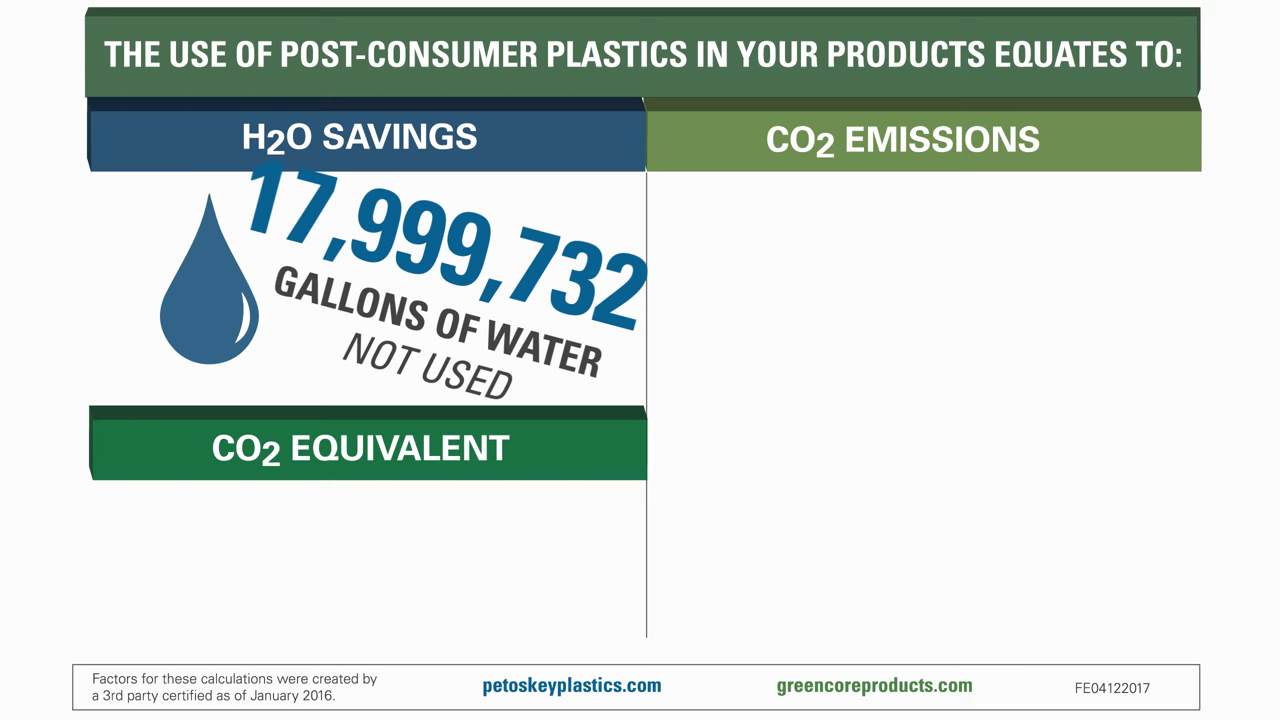 THE USE OF POST-CONSUMER PLASTICS IN YOUR PRODUCTS EQUATES TO:
H2O SAVINGS
CO2 EMISSIONS
17,999,732
GALLONS OF WATER
NOT USED
CO2 EQUIVALENT
Factors for these calculations were created by
a 3rd party certified as of January 2016.
petoskeyplastics.com
greencoreproducts.com
FE04122017